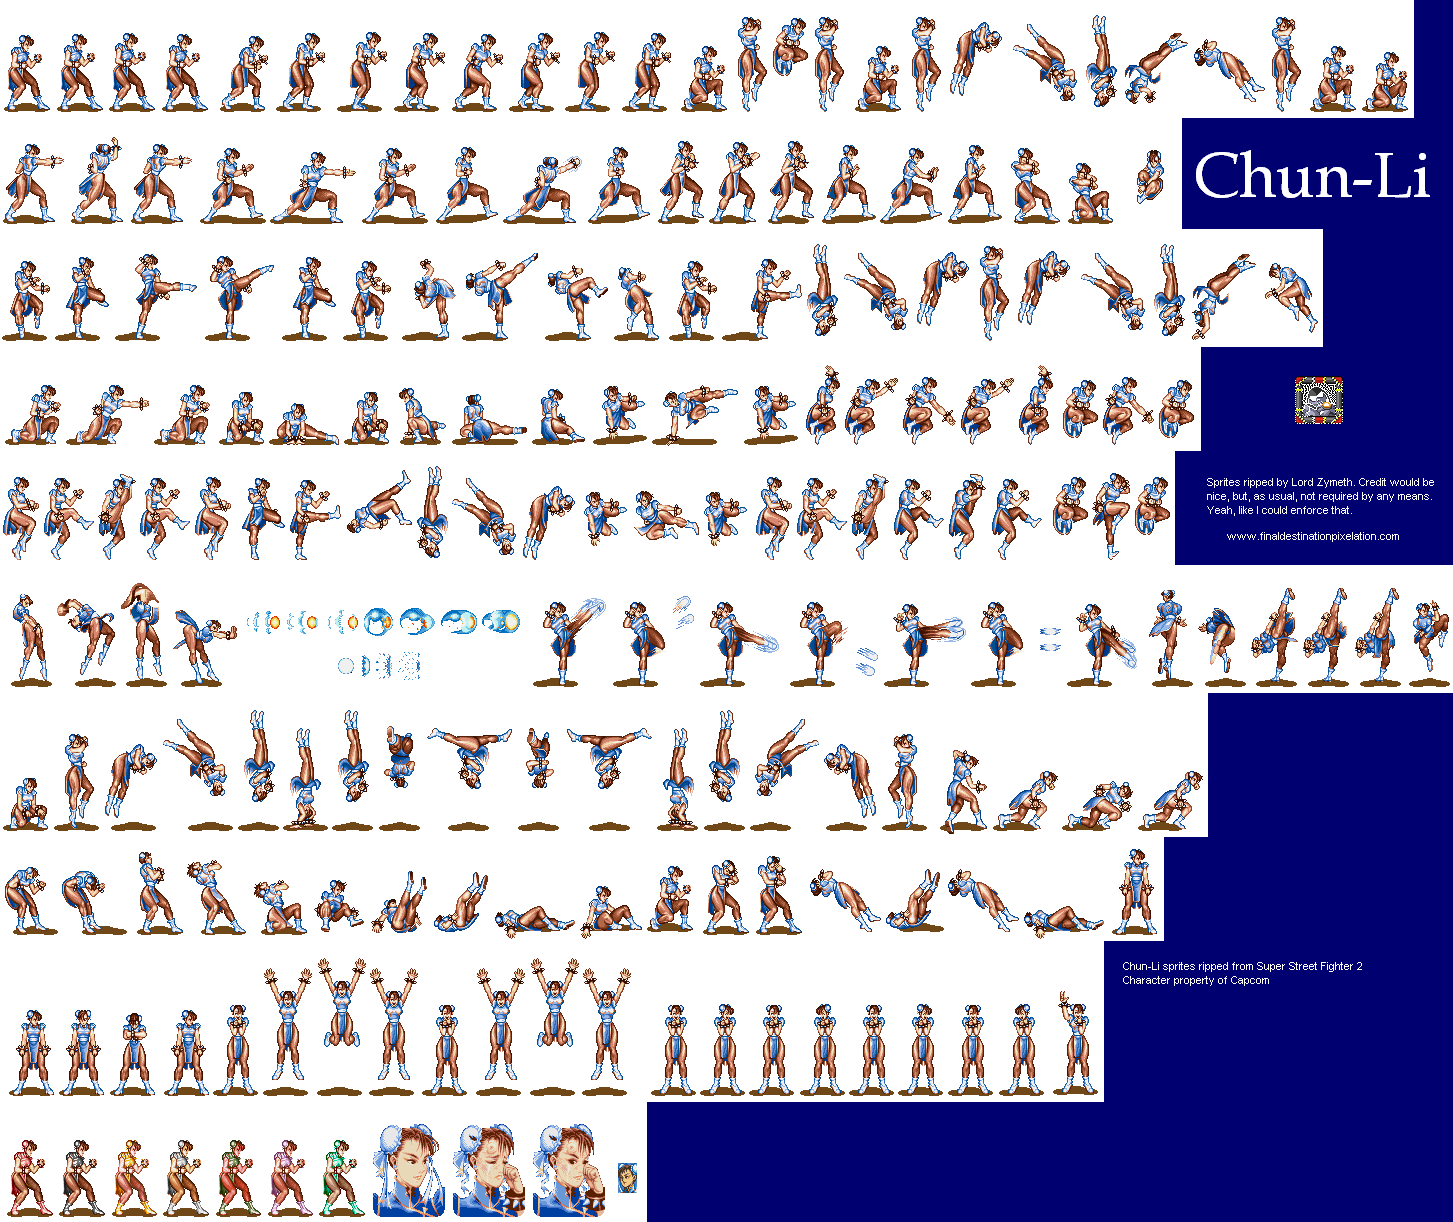 Chun-Li
Sprites ripped by Lord Zymeth. Credit would be
nice, but, as usual, not required by any means.
Yeah, like I could enforce that.
www.finaldestinationpixelation.com
Chun-Li sprites ripped from Super Street Fighter 2
Character property of Capcom